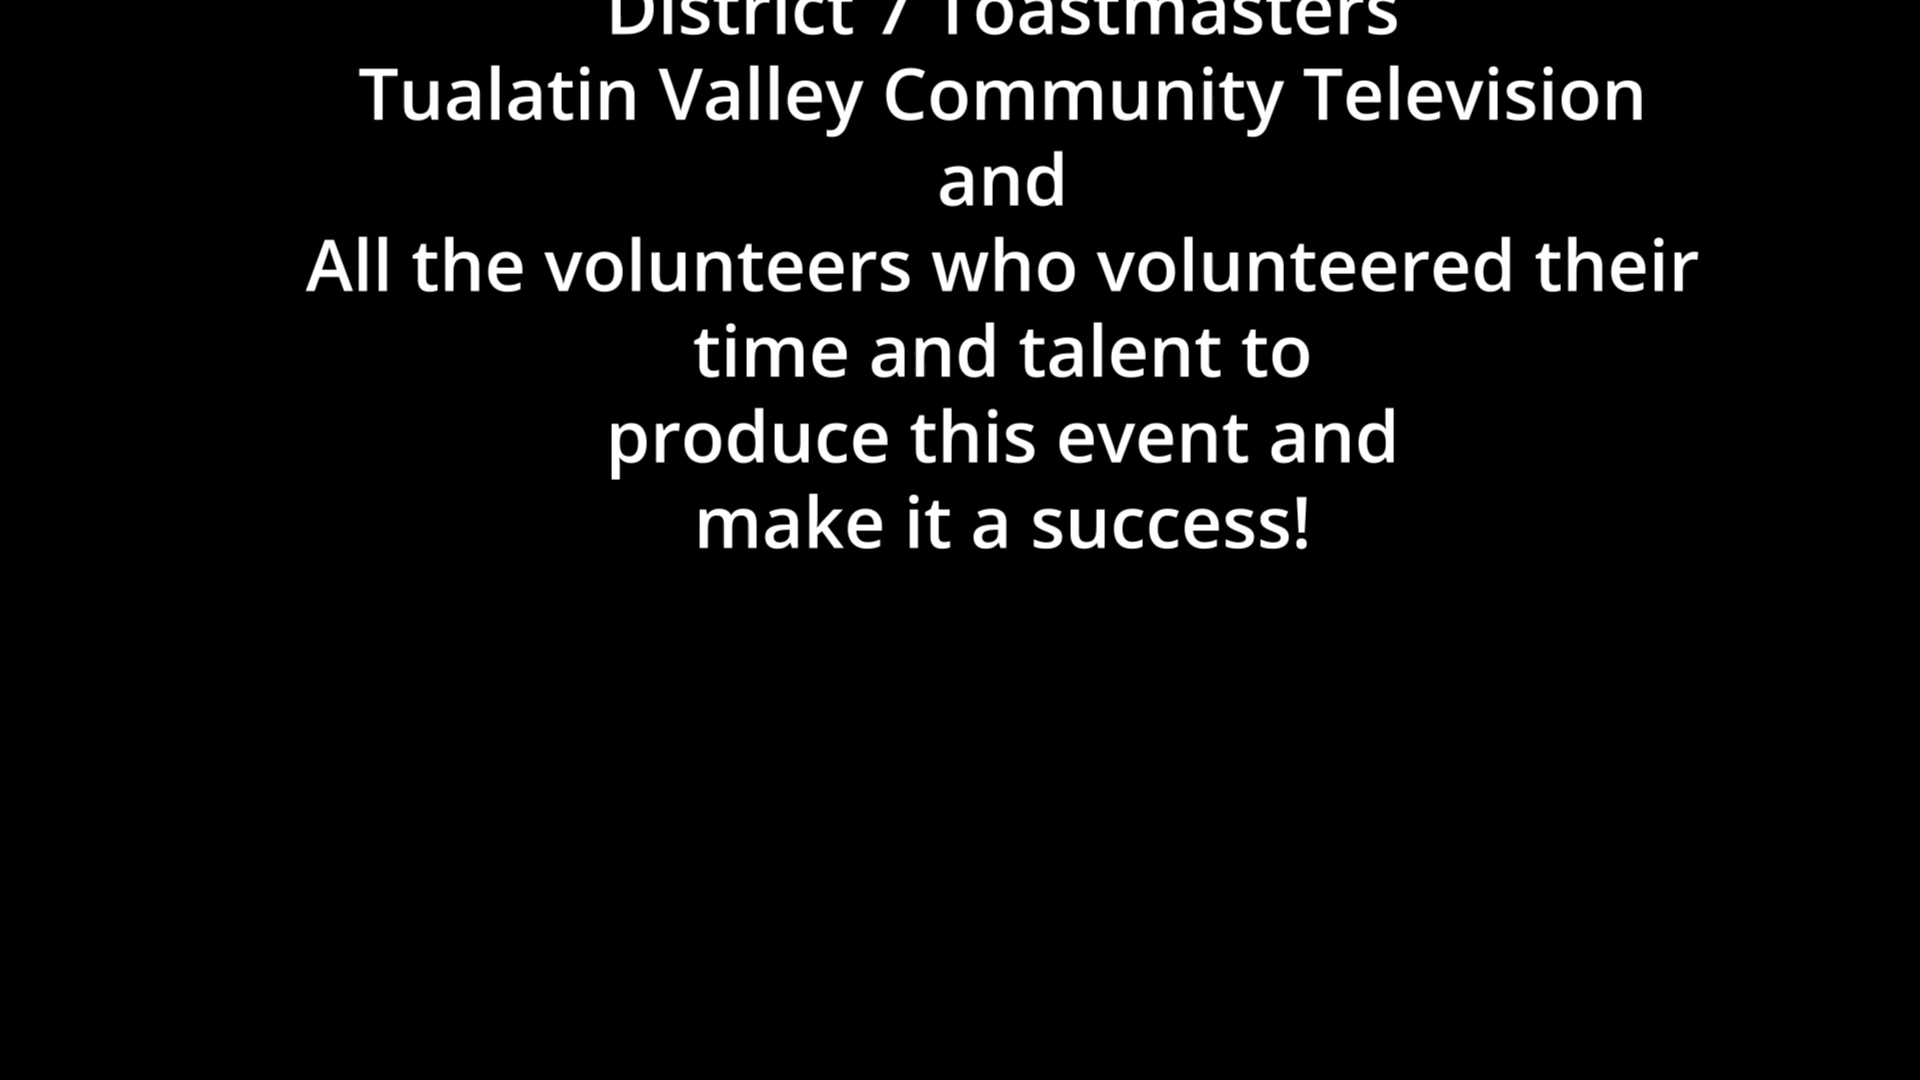 District 7 Toastmasters
Tualatin Valley Community Television
and
All the volunteers who volunteered their
time and talent to
produce this event and
make it a success!